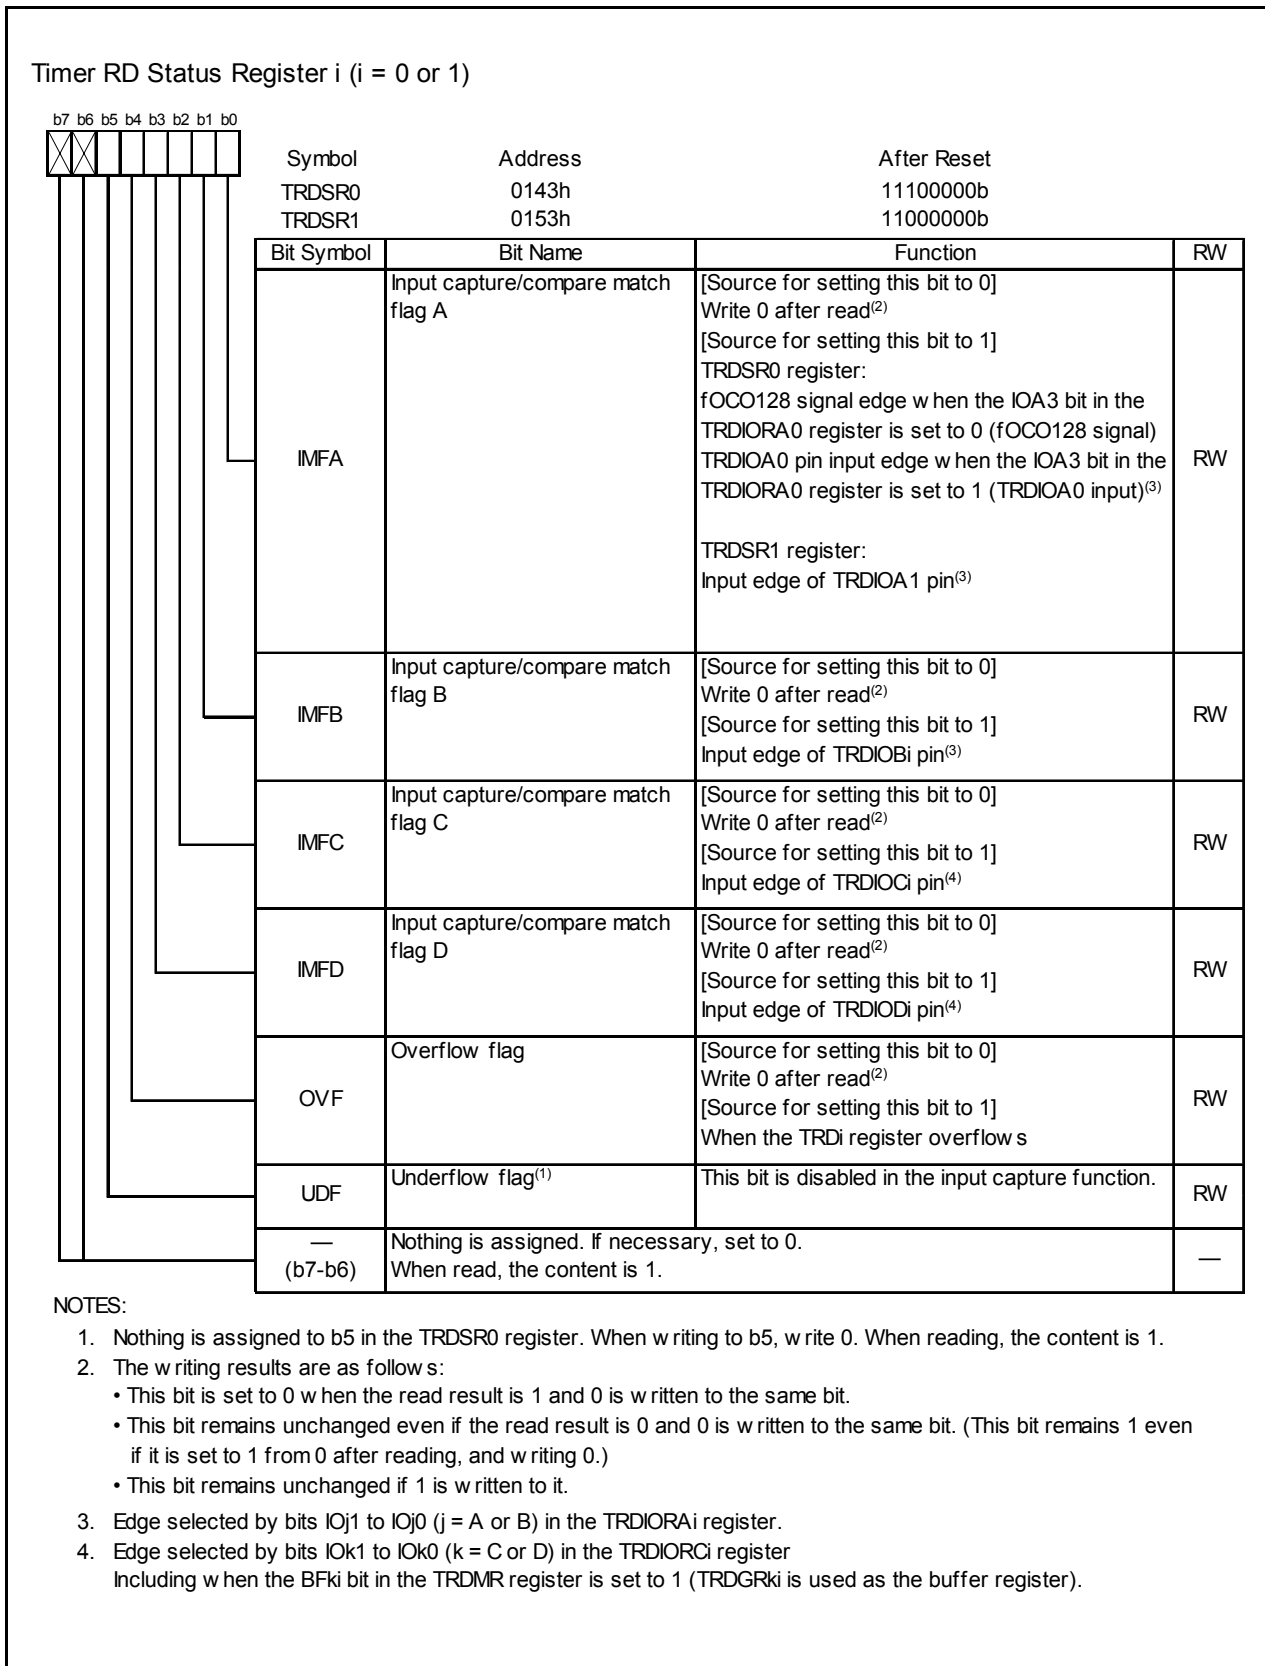 Timer RD Status Register i (i = 0 or 1)
b7 b6 b5 b4 b3 b2 b1 b0
Symbol Address After Reset
TRDSR0 0143h 11100000b
TRDSR1 0153h 11000000b
Bit Symbol Bit Name Function RW
IMFA
Input capture/compare match
flag A
[Source for setting this bit to 0]
Write 0 after read(2)
[Source for setting this bit to 1]
TRDSR0 register:
fOCO128 signal edge when the IOA3 bit in the
TRDIORA0 register is set to 0 (fOCO128 signal)
TRDIOA0 pin input edge when the IOA3 bit in the
TRDIORA0 register is set to 1 (TRDIOA0 input)(3)
TRDSR1 register:
Input edge of TRDIOA1 pin(3)
RW
IMFB
Input capture/compare match
flag B
[Source for setting this bit to 0]
Write 0 after read(2)
[Source for setting this bit to 1]
Input edge of TRDIOBi pin(3)
RW
IMFC
Input capture/compare match
flag C
[Source for setting this bit to 0]
Write 0 after read(2)
[Source for setting this bit to 1]
Input edge of TRDIOCi pin(4)
RW
IMFD
Input capture/compare match
flag D
[Source for setting this bit to 0]
Write 0 after read(2)
[Source for setting this bit to 1]
Input edge of TRDIODi pin(4)
RW
OVF
Overflow flag
[Source for setting this bit to 0]
Write 0 after read(2)
[Source for setting this bit to 1]
When the TRDi register overflows
RW
UDF
Underflow flag(1)
This bit is disabled in the input capture function.
RW
—
(b7-b6)
Nothing is assigned. If necessary, set to 0.
When read, the content is 1.
—
NOTES:
1. Nothing is assigned to b5 in the TRDSR0 register. When writing to b5, write 0. When reading, the content is 1.
2. The writing results are as follows:
• This bit is set to 0 when the read result is 1 and 0 is written to the same bit.
• This bit remains unchanged even if the read result is 0 and 0 is written to the same bit. (This bit remains 1 even
if it is set to 1 from 0 after reading, and writing 0.)
• This bit remains unchanged if 1 is written to it.
3. Edge selected by bits IOj1 to IOj0 (j = A or B) in the TRDIORAi register.
4. Edge selected by bits IOk1 to IOk0 (k = C or D) in the TRDIORCi register
Including when the BFki bit in the TRDMR register is set to 1 (TRDGRki is used as the buffer register).